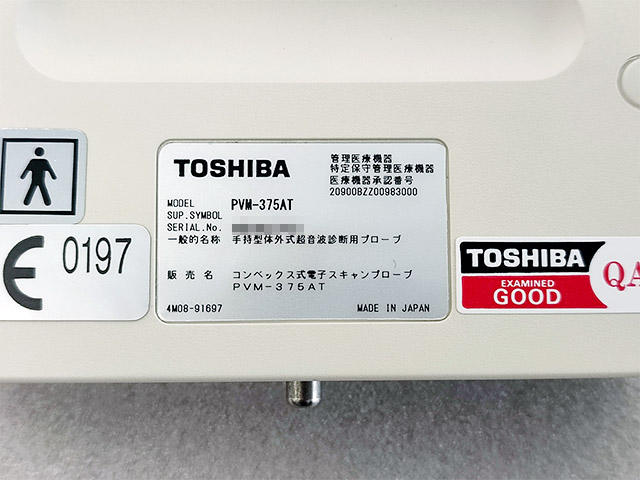 TOSHIBA
管理医療機器
特定保守管理医療機器
医療機器承認番号
20900BZZ00983000
MODEL PVM-375AT
SUP.SYMBOL
SERIAL.No.
一般的名称 手持型体外式超音波診断用プローブ
販売名 コンベックス式電子スキャンプローブ
PVM-375AT
4M08-91697 MADE IN JAPAN
CE 0197
TOSHIBA
EXAMINED
GOOD
QA